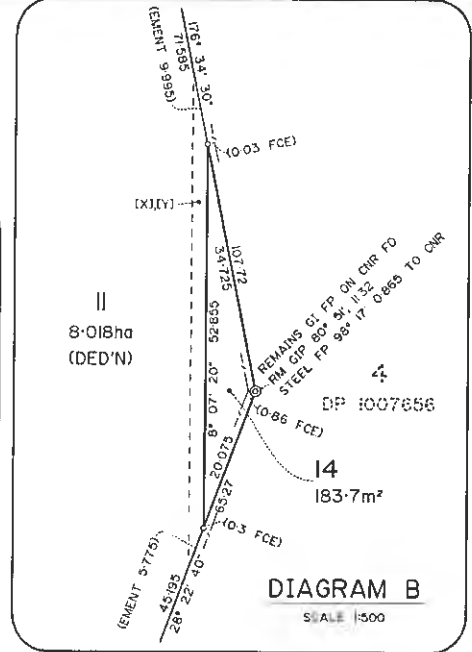 176° 34' 30"
71·585
(EMENT 9·995)
(0·03 FCE)
[X],[Y]
107·72
34·725
11
8·018ha
(DED'N)
8° 07' 20" 52·855
REMAINS GI FP ON CNR FD
RM GIP 80° 51', 11·32
STEEL FP 98° 17' 0·865 TO CNR
4
DP 1007656
(0·86 FCE)
14
183·7m²
20·075
65·27
(0·3 FCE)
(EMENT 5·775)
45·195
28° 22' 40"
DIAGRAM B
SCALE 1:500